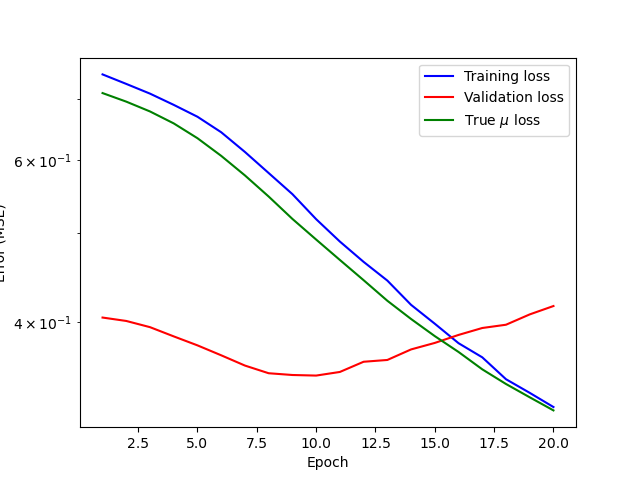 Training loss
Validation loss
True μ loss
6 × 10⁻¹
4 × 10⁻¹
Error (MSE)
2.5 5.0 7.5 10.0 12.5 15.0 17.5 20.0
Epoch